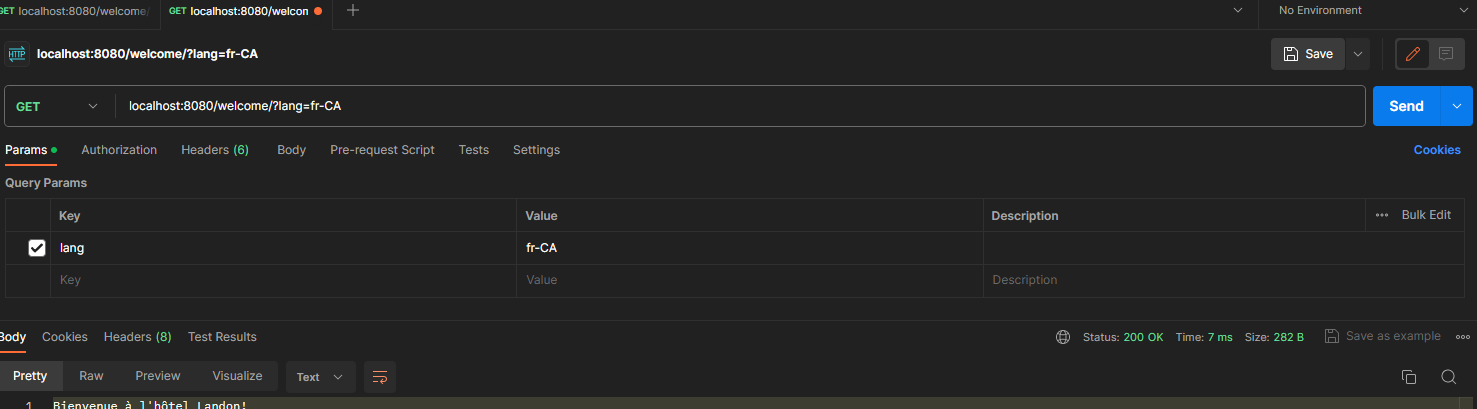 GET localhost:8080/welcome/ GET localhost:8080/welcon No Environment
HTTP localhost:8080/welcome/?lang=fr-CA Save
GET localhost:8080/welcome/?lang=fr-CA Send
Params Authorization Headers (6) Body Pre-request Script Tests Settings Cookies
Query Params
Key Value Description Bulk Edit
lang fr-CA
Key Value Description
Body Cookies Headers (8) Test Results Status: 200 OK Time: 7 ms Size: 282 B Save as example
Pretty Raw Preview Visualize Text
1 Bienvenue à l'hôtel Landon!